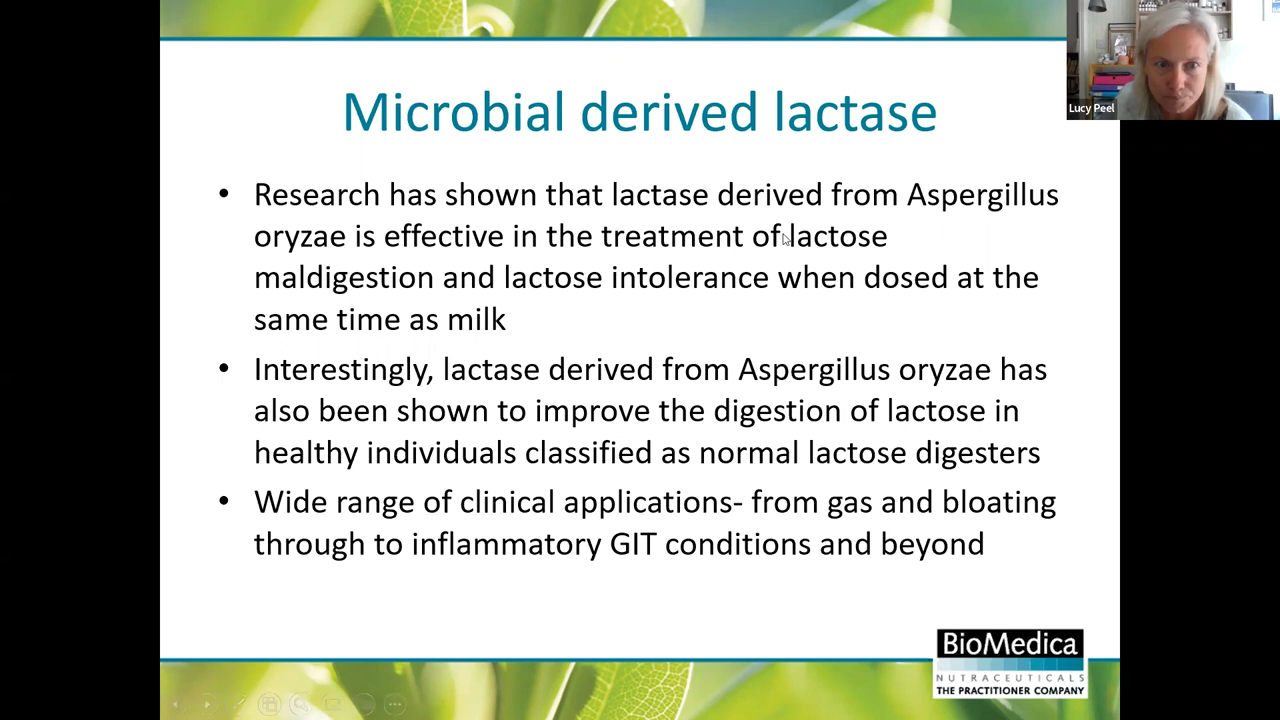 Lucy Peel
Microbial derived lactase
• Research has shown that lactase derived from Aspergillus
oryzae is effective in the treatment of lactose
maldigestion and lactose intolerance when dosed at the
same time as milk
• Interestingly, lactase derived from Aspergillus oryzae has
also been shown to improve the digestion of lactose in
healthy individuals classified as normal lactose digesters
• Wide range of clinical applications- from gas and bloating
through to inflammatory GIT conditions and beyond
BioMedica
NUTRACEUTICALS
THE PRACTITIONER COMPANY